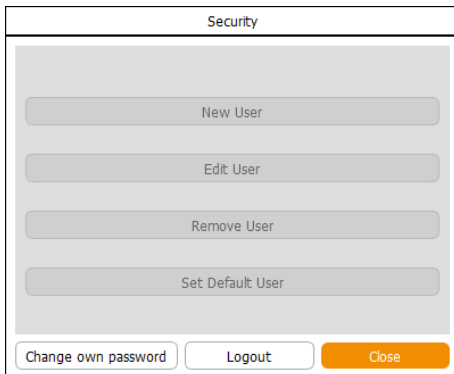 Security
New User
Edit User
Remove User
Set Default User
Change own password Logout Close